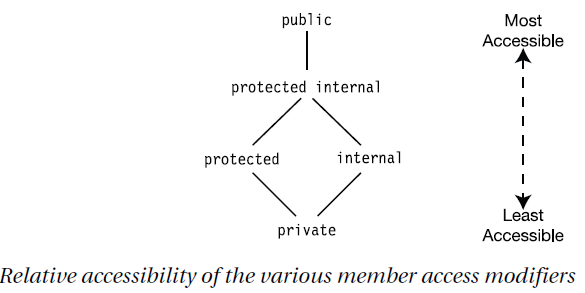 public
Most
Accessible
protected internal
protected
internal
private
Least
Accessible
Relative accessibility of the various member access modifiers